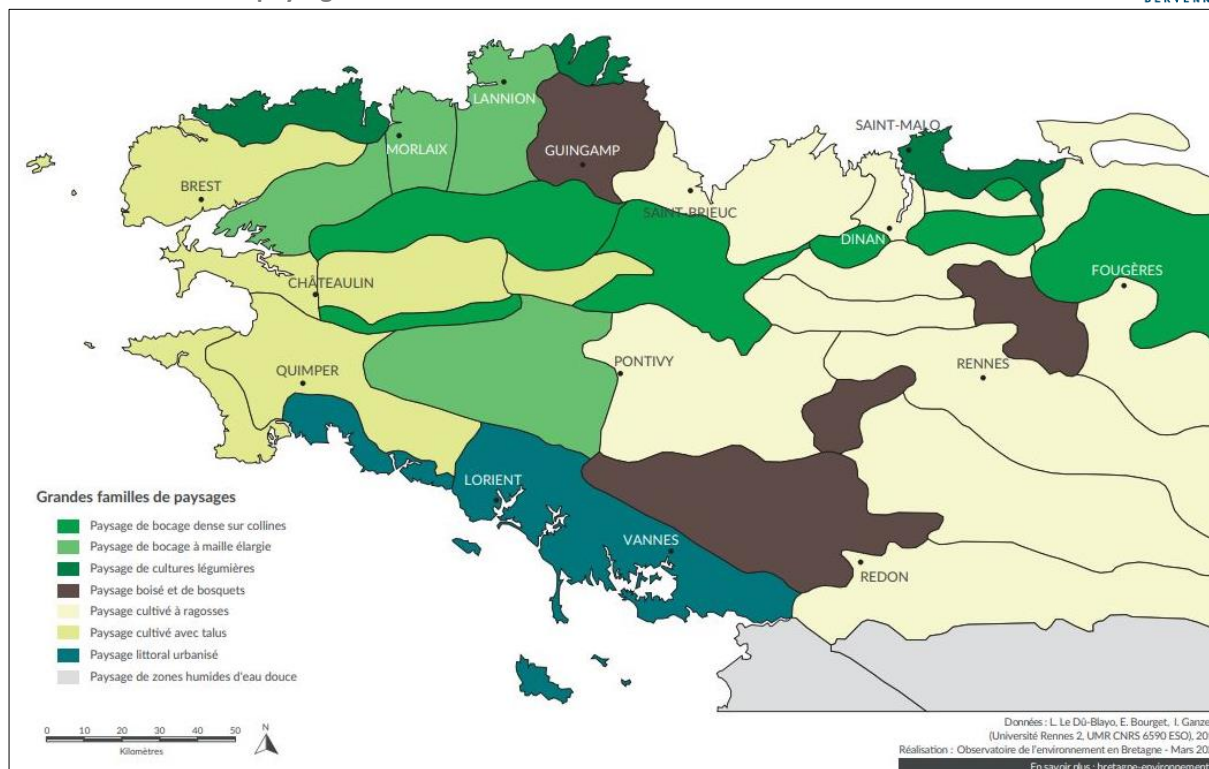 LANNION
MORLAIX
GUINGAMP
SAINT-MALO
BREST
SAINT-BRIEUC
DINAN
CHÂTEAULIN
FOUGÈRES
QUIMPER
PONTIVY
RENNES
LORIENT
VANNES
REDON
Grandes familles de paysages
Paysage de bocage dense sur collines
Paysage de bocage à maille élargie
Paysage de cultures légumières
Paysage boisé et de bosquets
Paysage cultivé à ragosses
Paysage cultivé avec talus
Paysage littoral urbanisé
Paysage de zones humides d'eau douce
0 10 20 30 40 50
Kilomètres
N
Données : L. Le Dû-Blayo, E. Bourget, I. Ganze
(Université Rennes 2, UMR CNRS 6590 ESO), 20
Réalisation : Observatoire de l'environnement en Bretagne - Mars 20
En savoir plus : bretagne-environnement